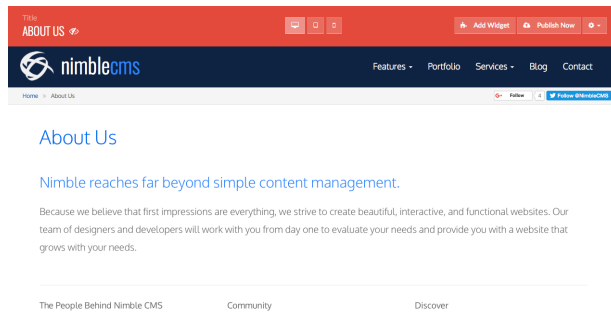 Title
ABOUT US
Add Widget
Publish Now
nimblecms
Features
Portfolio
Services
Blog
Contact
Home > About Us
G+ Follow
4
Follow @NimbleCMS
About Us
Nimble reaches far beyond simple content management.
Because we believe that first impressions are everything, we strive to create beautiful, interactive, and functional websites. Our
team of designers and developers will work with you from day one to evaluate your needs and provide you with a website that
grows with your needs.
The People Behind Nimble CMS
Community
Discover